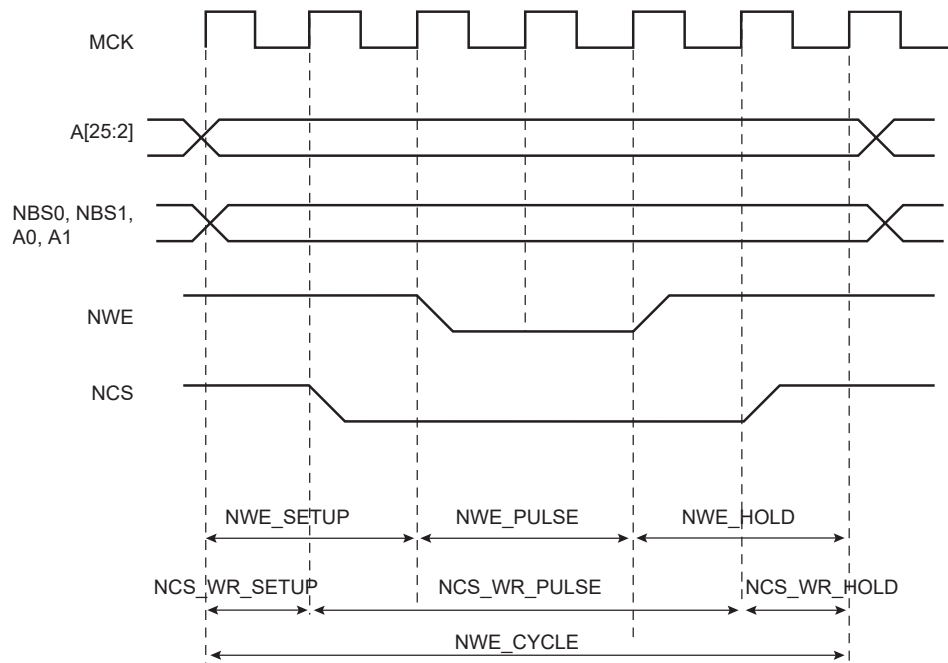 MCK
A[25:2]
NBS0, NBS1,
A0, A1
NWE
NCS
NWE_SETUP
NWE_PULSE
NWE_HOLD
NCS_WR_SETUP
NCS_WR_PULSE
NCS_WR_HOLD
NWE_CYCLE